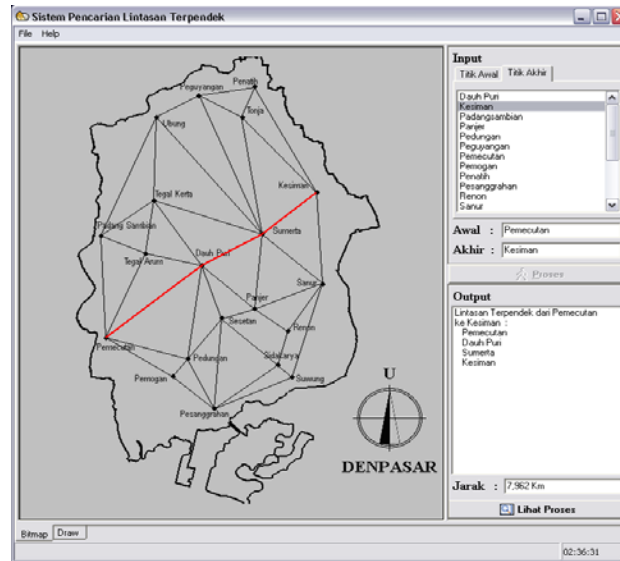 Sistem Pencarian Lintasan Terpendek
File Help
Peguyangan
Penatih
Ubung
Tonja
Kesiman
Tegal Kerta
Padang Sambian
Sumerta
Dauh Puri
Tegal Arum
Sanur
Panjer
Sesetan
Renon
Pemecutan
Pedungan
Sidakarya
Pemogan
Suwung
Pesanggrahan
U
DENPASAR
Input
Titik Awal Titik Akhir
Dauh Puri
Kesiman
Padangsambian
Panjer
Pedungan
Peguyangan
Pemecutan
Pemogan
Penatih
Pesanggrahan
Renon
Sanur
Awal : Pemecutan
Akhir : Kesiman
Proses
Output
Lintasan Terpendek dari Pemecutan
ke Kesiman :
Pemecutan
Dauh Puri
Sumerta
Kesiman
Jarak : 7,962 Km
Lihat Proses
Bitmap Draw
02:36:31